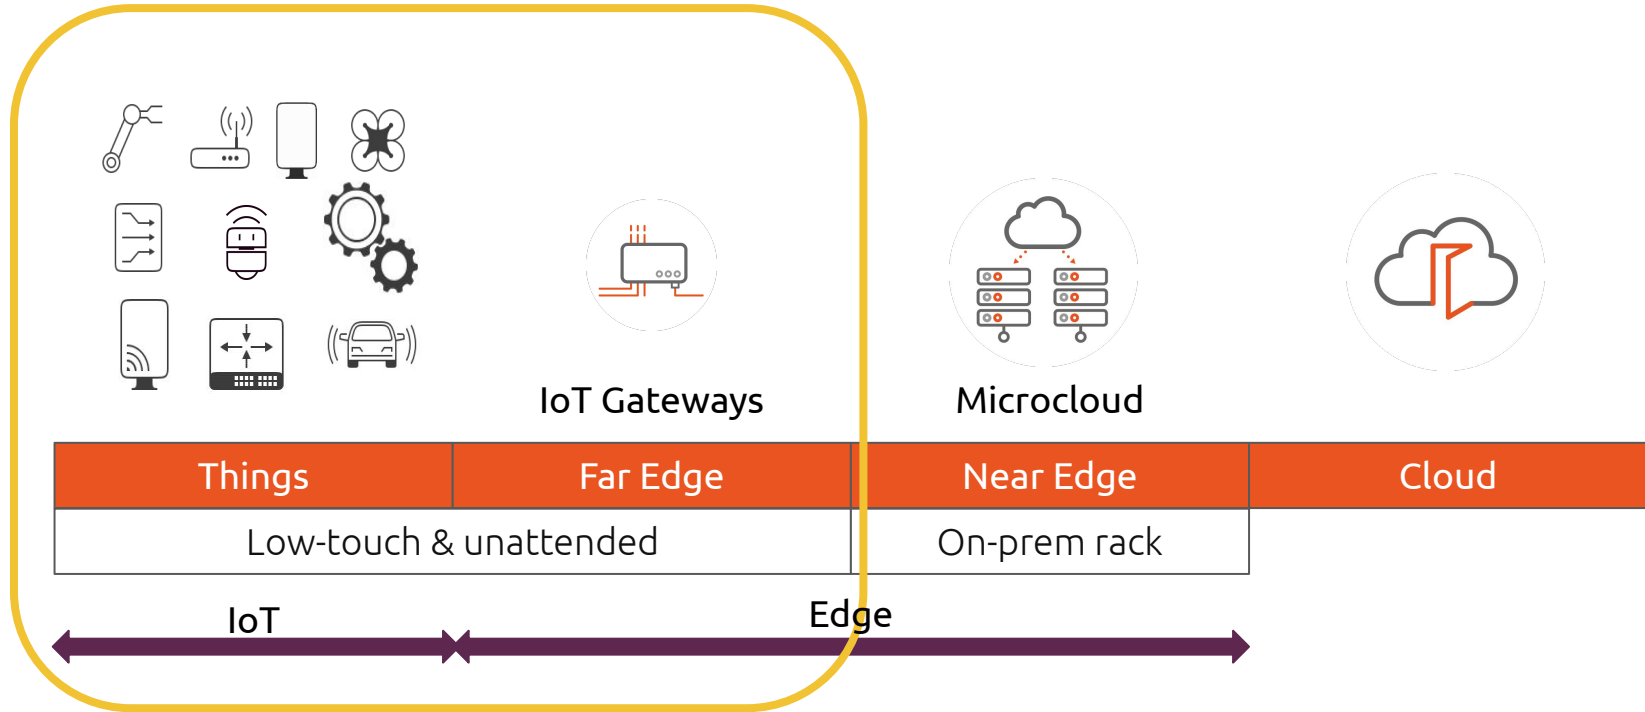 IoT Gateways
Microcloud
Things
Far Edge
Near Edge
Cloud
Low-touch & unattended
On-prem rack
IoT
Edge